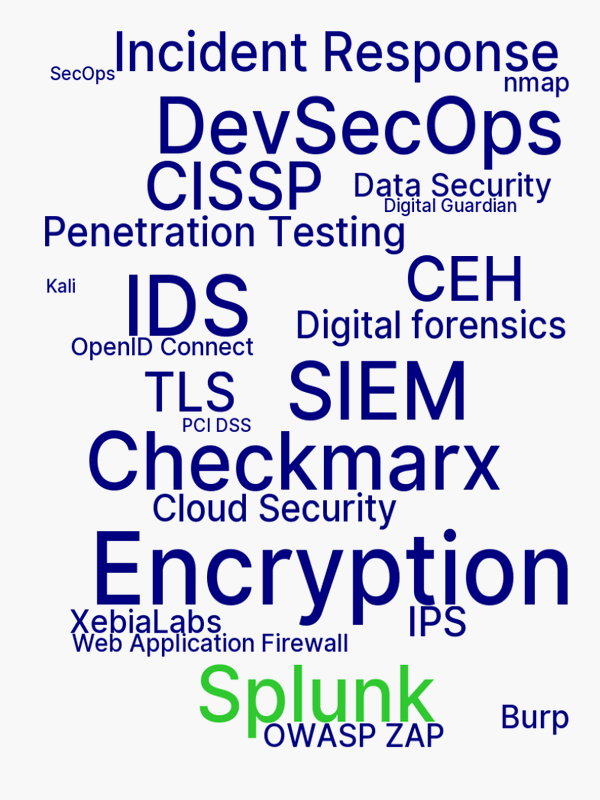 Incident Response
SecOps
nmap
DevSecOps
CISSP
Data Security
Digital Guardian
Penetration Testing
CEH
Kali
IDS
Digital forensics
OpenID Connect
TLS
SIEM
PCI DSS
Checkmarx
Cloud Security
Encryption
XebiaLabs
IPS
Web Application Firewall
Splunk
Burp
OWASP ZAP